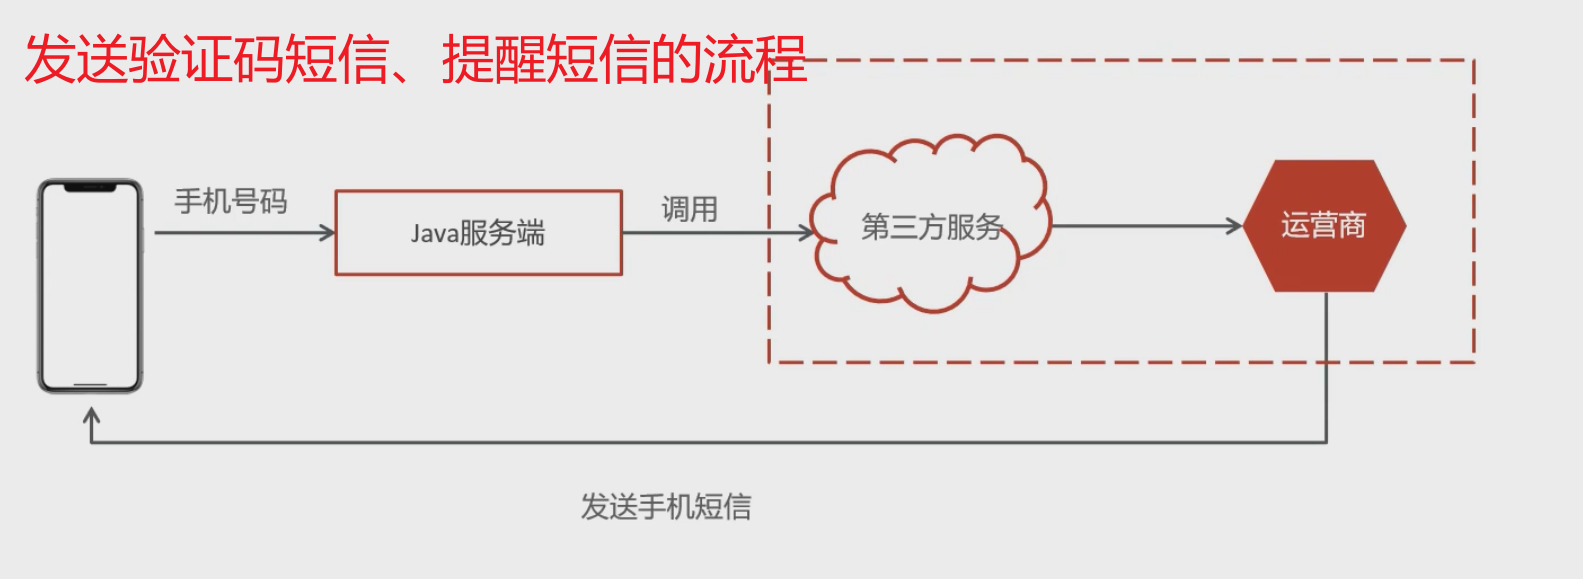 发送验证码短信、提醒短信的流程
手机号码
Java服务端
调用
第三方服务
运营商
发送手机短信